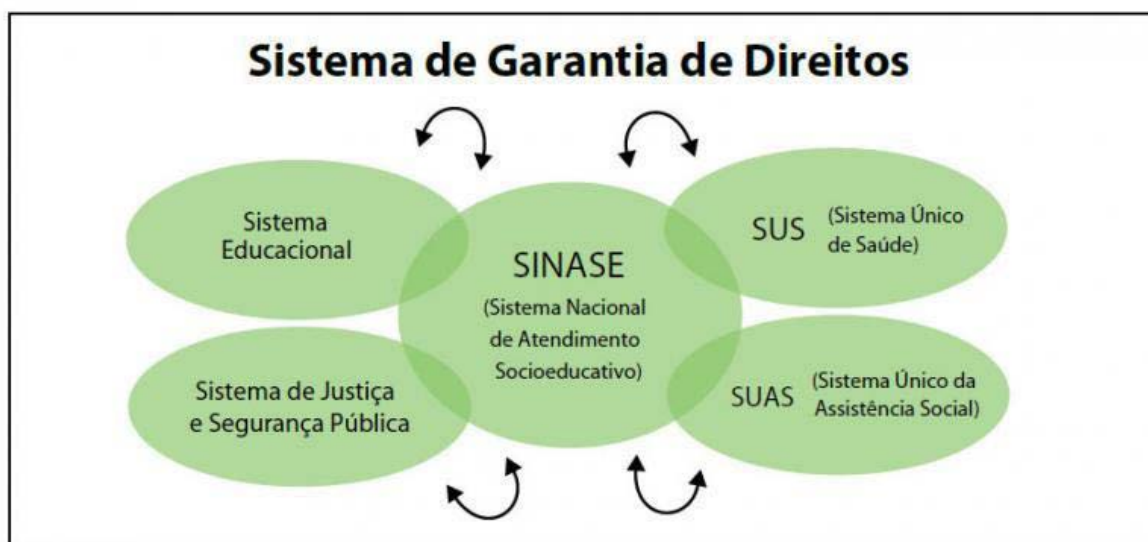 Sistema de Garantia de Direitos
Sistema
Educacional
SINASE
(Sistema Nacional
de Atendimento
Socioeducativo)
SUS (Sistema Único
de Saúde)
Sistema de Justiça
e Segurança Pública
SUAS (Sistema Único da
Assistência Social)